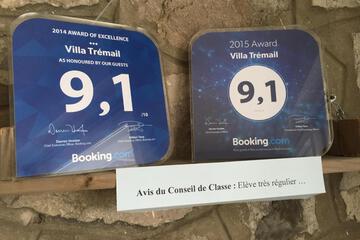 2014 AWARD OF EXCELLENCE
Villa Trémail
AS HONOURED BY OUR GUESTS
9,1
/10
Booking.com
2015 Award
Villa Trémail
9,1
Booking.com
Avis du Conseil de Classe : Elève très régulier ...